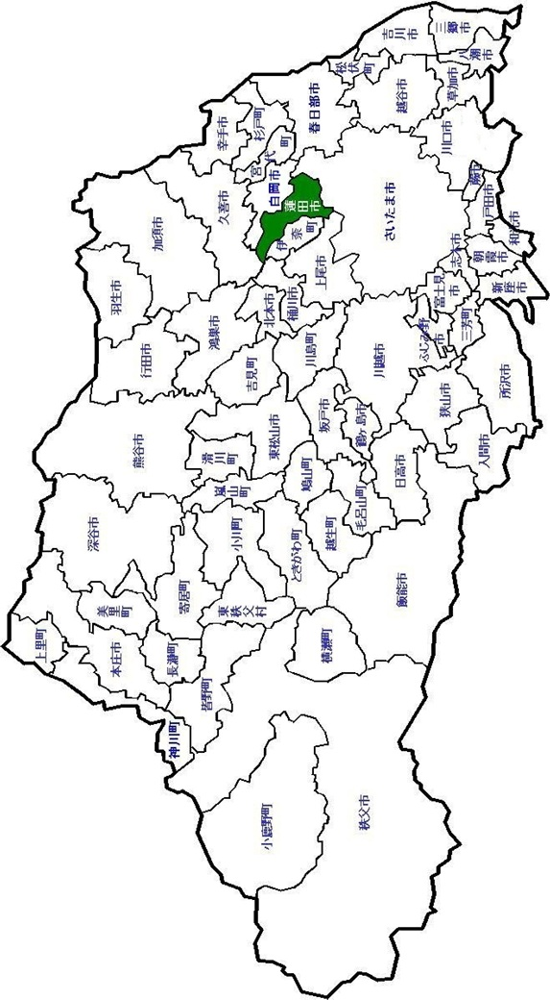 吉川市
三郷市
八潮市
松伏町
越谷市
草加市
春日部市
杉戸町
幸手市
川口市
宮代町
白岡市
蕨市
戸田市
蓮田市
さいたま市
和光市
久喜市
加須市
伊奈町
志木市
朝霞市
上尾市
羽生市
富士見市
新座市
桶川市
北本市
鴻巣市
ふじみ野市
三芳町
川島町
行田市
川越市
吉見町
所沢市
狭山市
坂戸市
鶴ヶ島市
東松山市
熊谷市
滑川町
入間市
日高市
鳩山町
嵐山町
毛呂山町
深谷市
小川町
越生町
ときがわ町
寄居町
飯能市
東秩父村
美里町
横瀬町
上里町
本庄市
長瀞町
皆野町
神川町
小鹿野町
秩父市